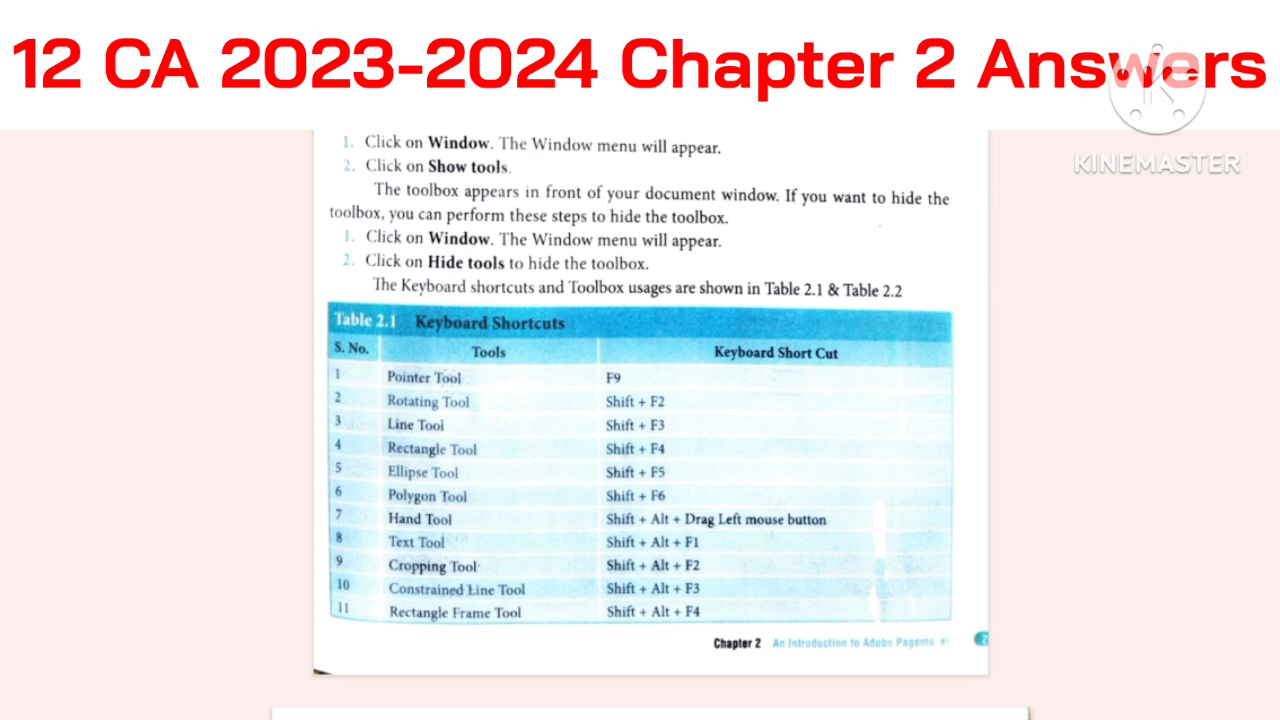 12 CA 2023-2024 Chapter 2 Answers
KINEMASTER
1. Click on Window. The Window menu will appear.
2. Click on Show tools.
The toolbox appears in front of your document window. If you want to hide the
toolbox, you can perform these steps to hide the toolbox.
1. Click on Window. The Window menu will appear.
2. Click on Hide tools to hide the toolbox.
The Keyboard shortcuts and Toolbox usages are shown in Table 2.1 & Table 2.2
Table 2.1 Keyboard Shortcuts
S. No. Tools Keyboard Short Cut
1 Pointer Tool F9
2 Rotating Tool Shift + F2
3 Line Tool Shift + F3
4 Rectangle Tool Shift + F4
5 Ellipse Tool Shift + F5
6 Polygon Tool Shift + F6
7 Hand Tool Shift + Alt + Drag Left mouse button
8 Text Tool Shift + Alt + F1
9 Cropping Tool Shift + Alt + F2
10 Constrained Line Tool Shift + Alt + F3
11 Rectangle Frame Tool Shift + Alt + F4
Chapter 2 An Introduction to Adobe